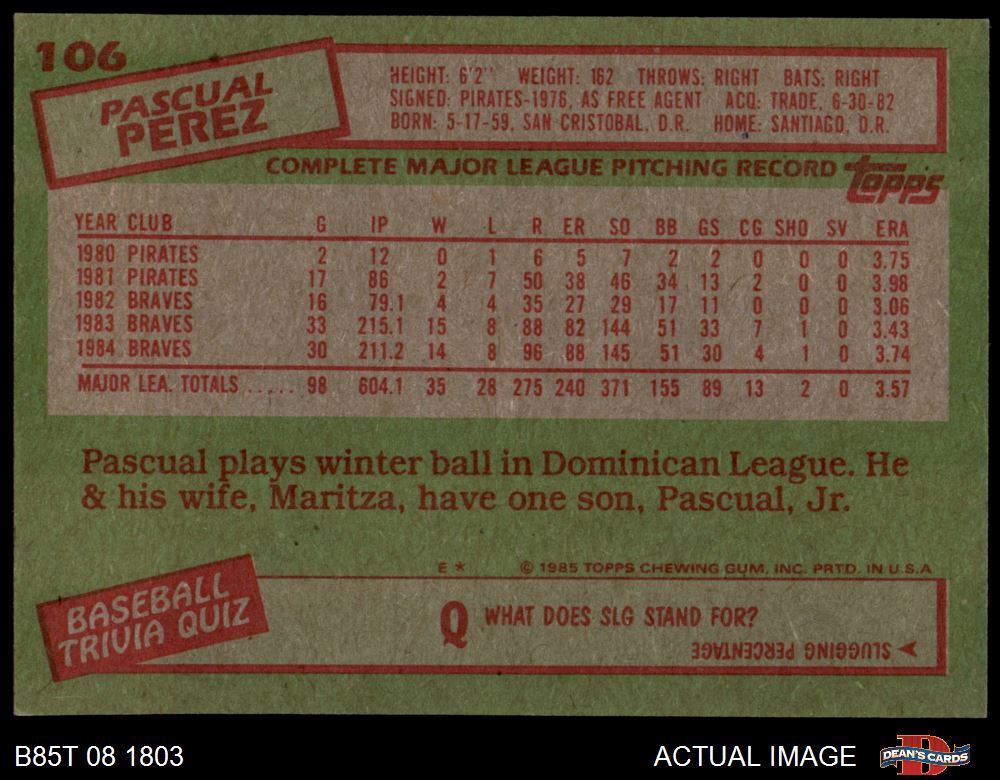 106
PASCUAL
PEREZ
HEIGHT: 6'2" WEIGHT: 162 THROWS: RIGHT BATS: RIGHT
SIGNED: PIRATES-1976, AS FREE AGENT ACQ: TRADE, 6-30-82
BORN: 5-17-59, SAN CRISTOBAL, D.R. HOME: SANTIAGO, D.R.
COMPLETE MAJOR LEAGUE PITCHING RECORD topps
YEAR CLUB G IP W L R ER SO BB GS CG SHO SV ERA
1980 PIRATES 2 12 0 1 6 5 7 2 2 0 0 0 3.75
1981 PIRATES 17 86 2 7 50 38 46 34 13 2 0 0 3.98
1982 BRAVES 16 79.1 4 4 35 27 29 17 11 0 0 0 3.06
1983 BRAVES 33 215.1 15 8 88 82 144 51 33 7 1 0 3.43
1984 BRAVES 30 211.2 14 8 96 88 145 51 30 4 1 0 3.74
MAJOR LEA. TOTALS ..... 98 604.1 35 28 275 240 371 155 89 13 2 0 3.57
Pascual plays winter ball in Dominican League. He
& his wife, Maritza, have one son, Pascual, Jr.
E * © 1985 TOPPS CHEWING GUM, INC. PRTD. IN U.S.A
BASEBALL
TRIVIA QUIZ
Q WHAT DOES SLG STAND FOR?
SLUGGING PERCENTAGE
B85T 08 1803 ACTUAL IMAGE DEAN'S CARDS